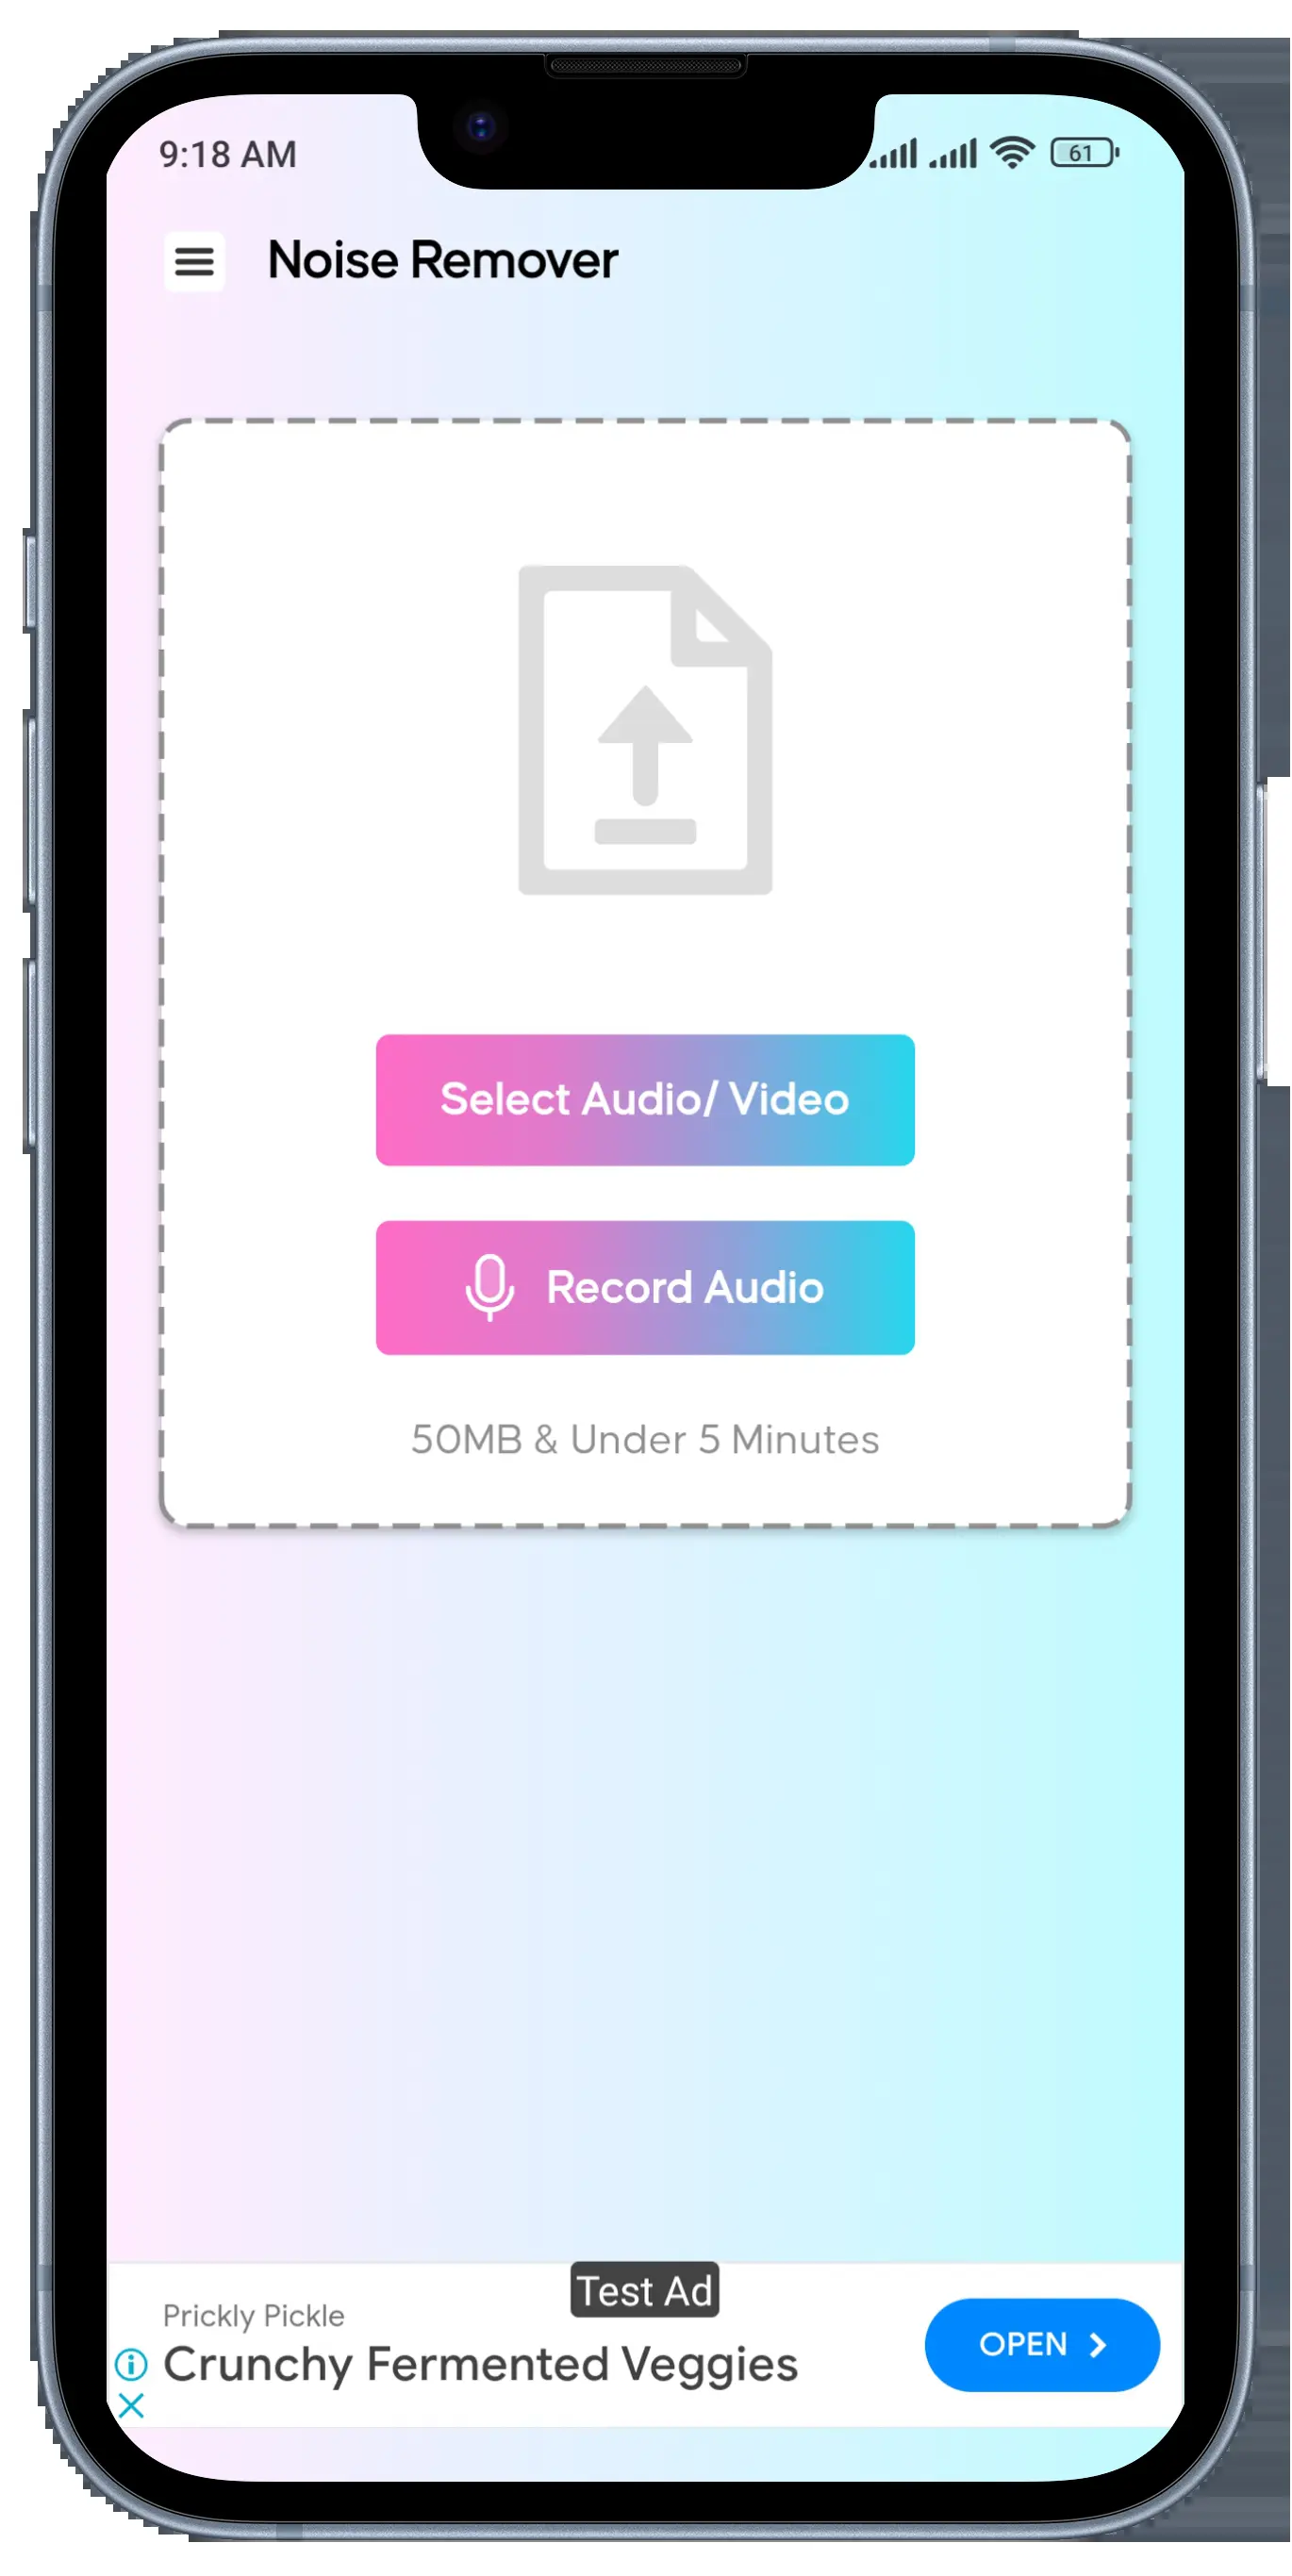 9:18 AM
61
Noise Remover
Select Audio/ Video
Record Audio
50MB & Under 5 Minutes
Test Ad
Prickly Pickle
Crunchy Fermented Veggies
OPEN